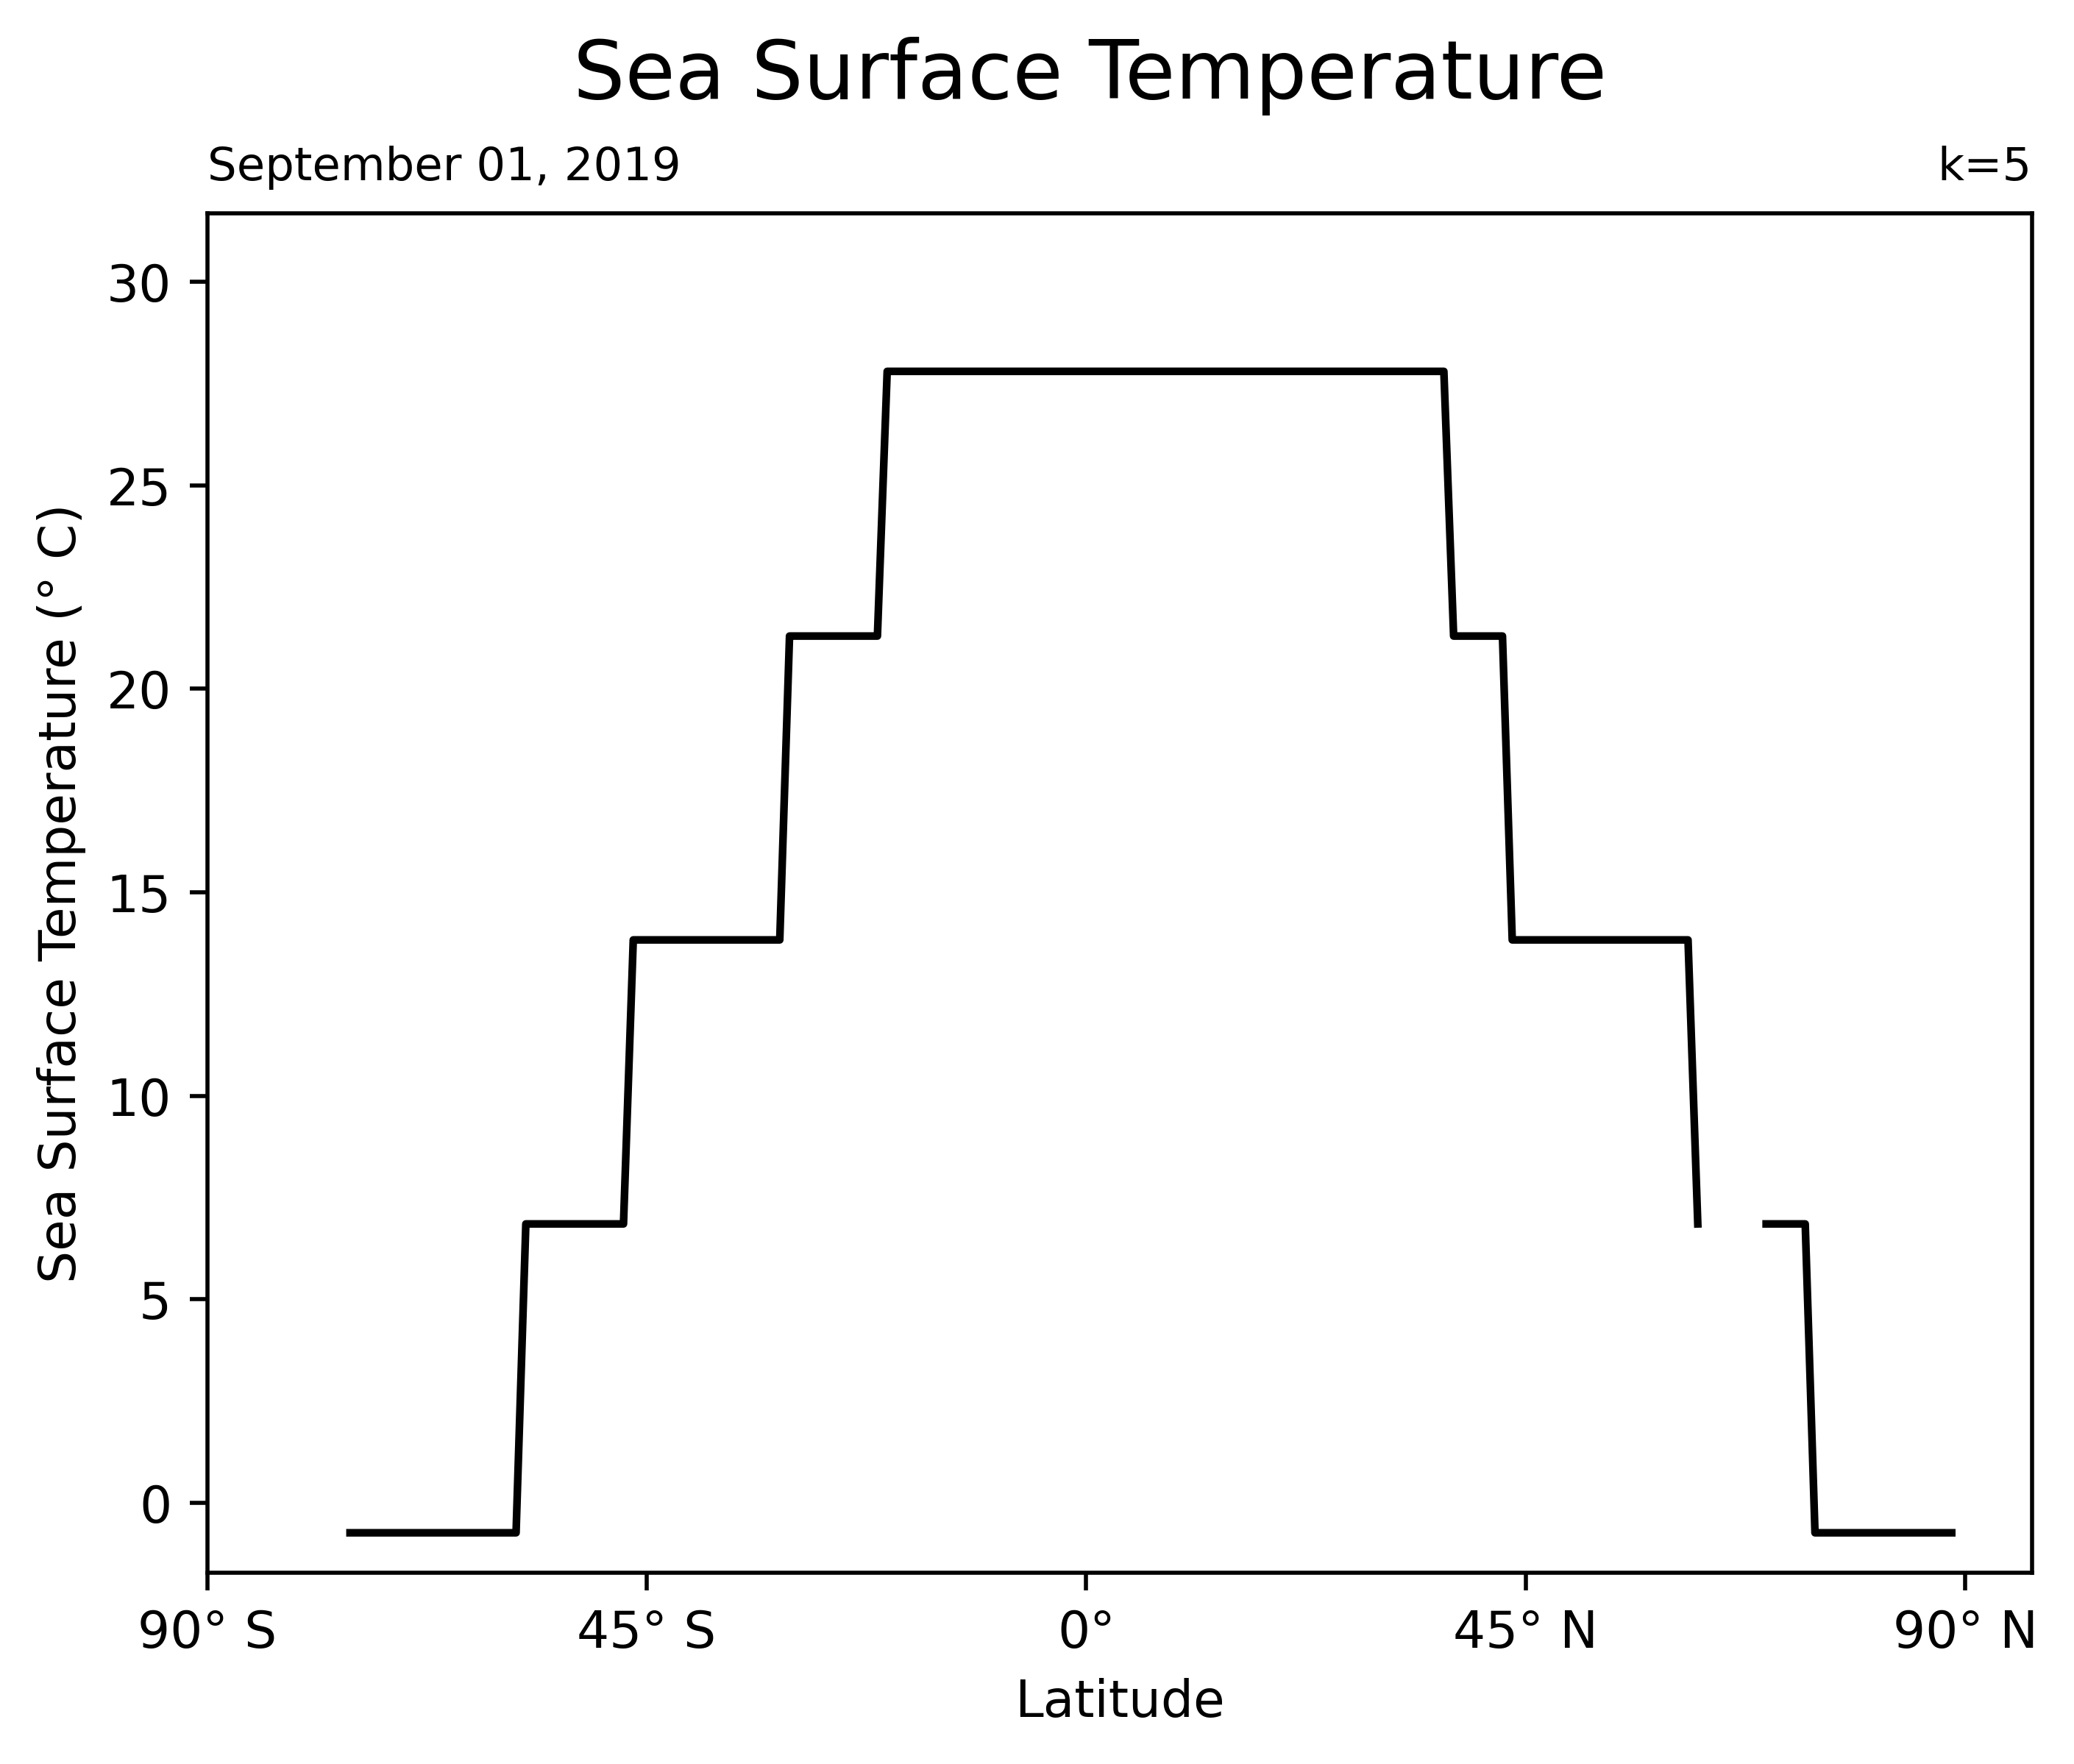 Sea Surface Temperature
September 01, 2019
k=5
Sea Surface Temperature (° C)
30
25
20
15
10
5
0
90° S
45° S
0°
45° N
90° N
Latitude